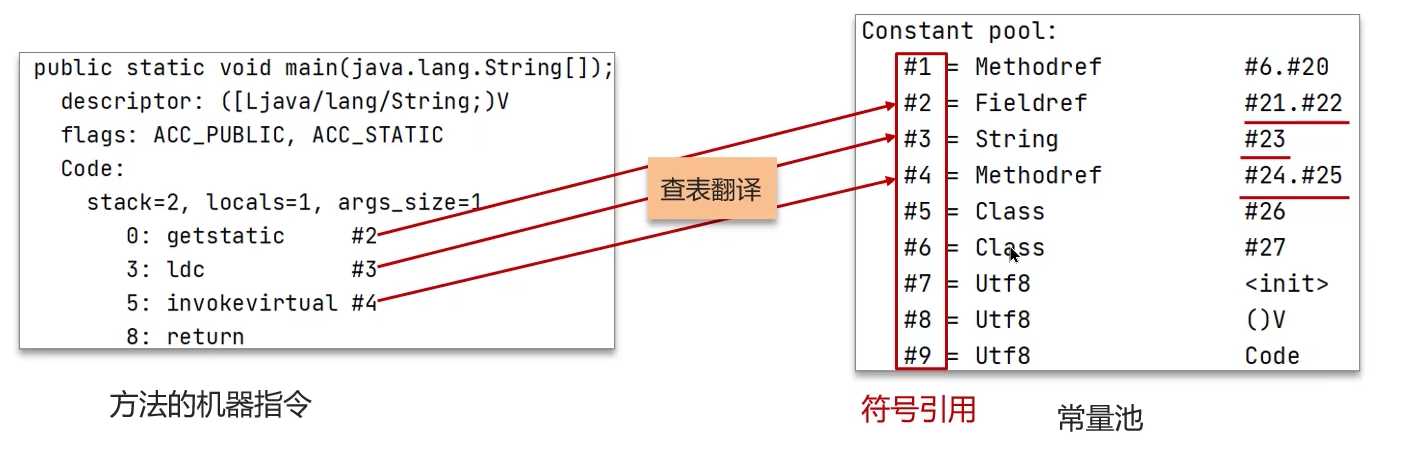 public static void main(java.lang.String[]);
descriptor: ([Ljava/lang/String;)V
flags: ACC_PUBLIC, ACC_STATIC
Code:
stack=2, locals=1, args_size=1
0: getstatic #2
3: ldc #3
5: invokevirtual #4
8: return
方法的机器指令
查表翻译
Constant pool:
#1 = Methodref #6.#20
#2 = Fieldref #21.#22
#3 = String #23
#4 = Methodref #24.#25
#5 = Class #26
#6 = Class #27
#7 = Utf8 <init>
#8 = Utf8 ()V
#9 = Utf8 Code
符号引用
常量池